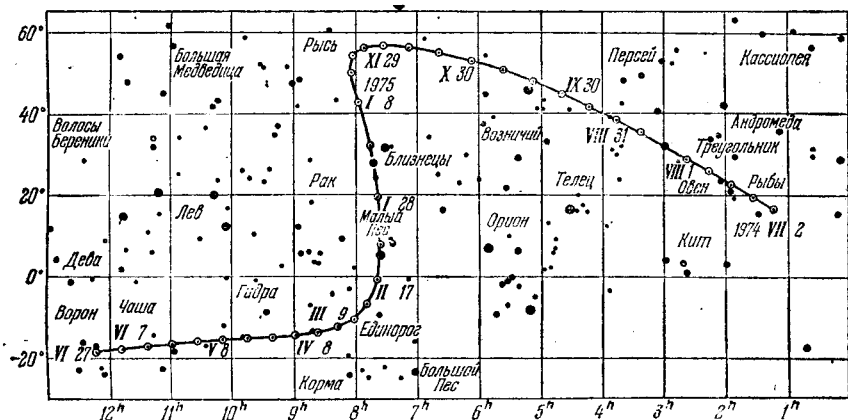 60°
40°
20°
0°
-20°
Большая
Медведица
Рысь
XI 29
1975
I 8
X 30
IX 30
VIII 31
Персей
Кассиопея
Волосы
Вероники
Возничий
Андромеда
Треугольник
VIII 1
Овен
Рыбы
1974 VII 2
Близнецы
Рак
Лев
I 28
Малый
Пес
Телец
Орион
Кит
Дева
Ворон
Чаша
Гидра
II 17
III 9
IV 8
V 8
VI 7
VI 27
Единорог
Корма
Большой
Пес
12h 11h 10h 9h 8h 7h 6h 5h 4h 3h 2h 1h